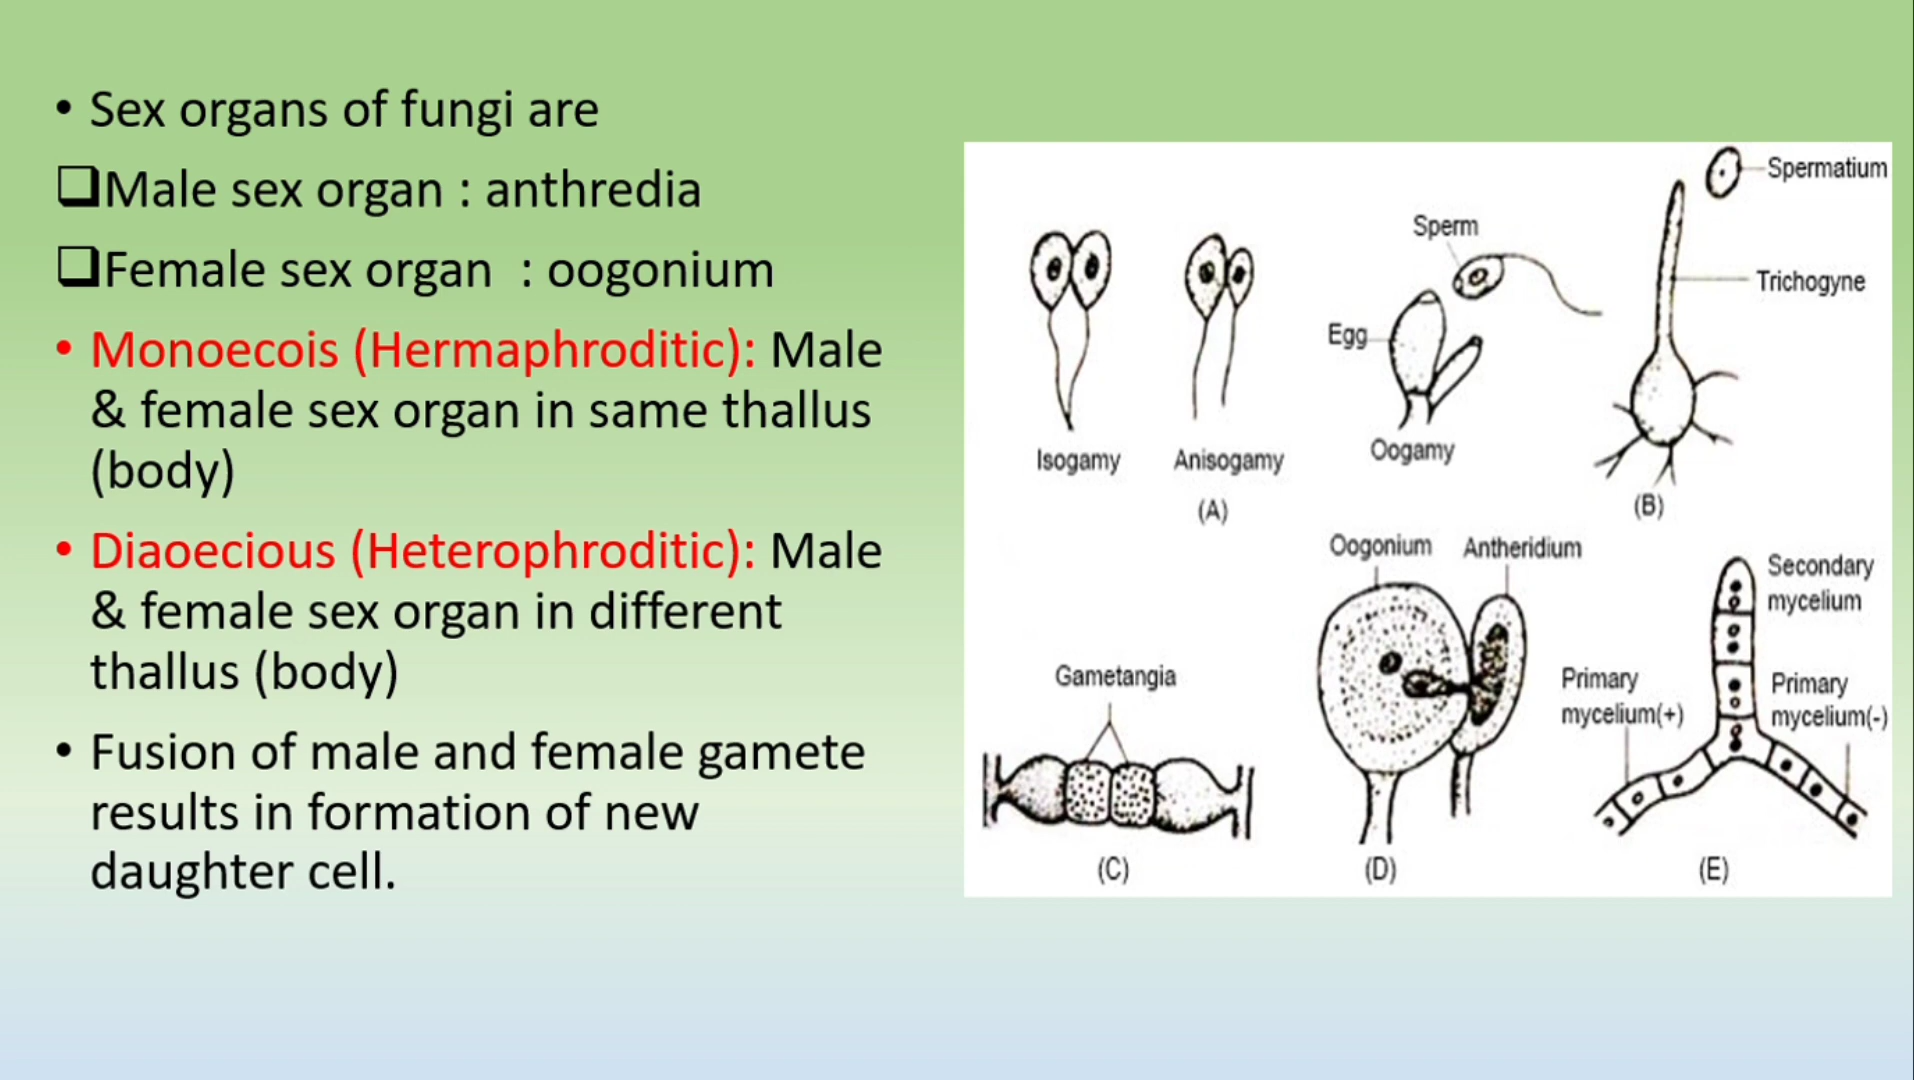 • Sex organs of fungi are
❑Male sex organ : anthredia
❑Female sex organ : oogonium
• Monoecois (Hermaphroditic): Male
& female sex organ in same thallus
(body)
• Diaoecious (Heterophroditic): Male
& female sex organ in different
thallus (body)
• Fusion of male and female gamete
results in formation of new
daughter cell.
Isogamy
Anisogamy
(A)
Sperm
Egg
Oogamy
Spermatium
Trichogyne
(B)
Gametangia
(C)
Oogonium
Antheridium
(D)
Secondary
mycelium
Primary
mycelium(+)
Primary
mycelium(-)
(E)